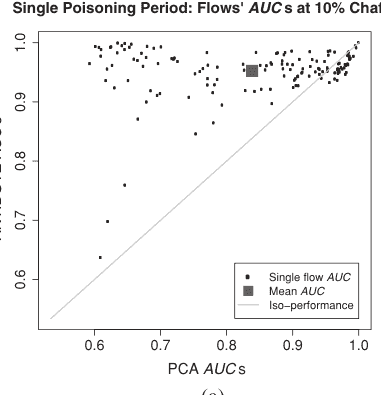 Single Poisoning Period: Flows' AUCs at 10% Chaf
1.0
0.9
0.8
0.7
0.6
Single flow AUC
Mean AUC
Iso-performance
0.6 0.7 0.8 0.9 1.0
PCA AUCs